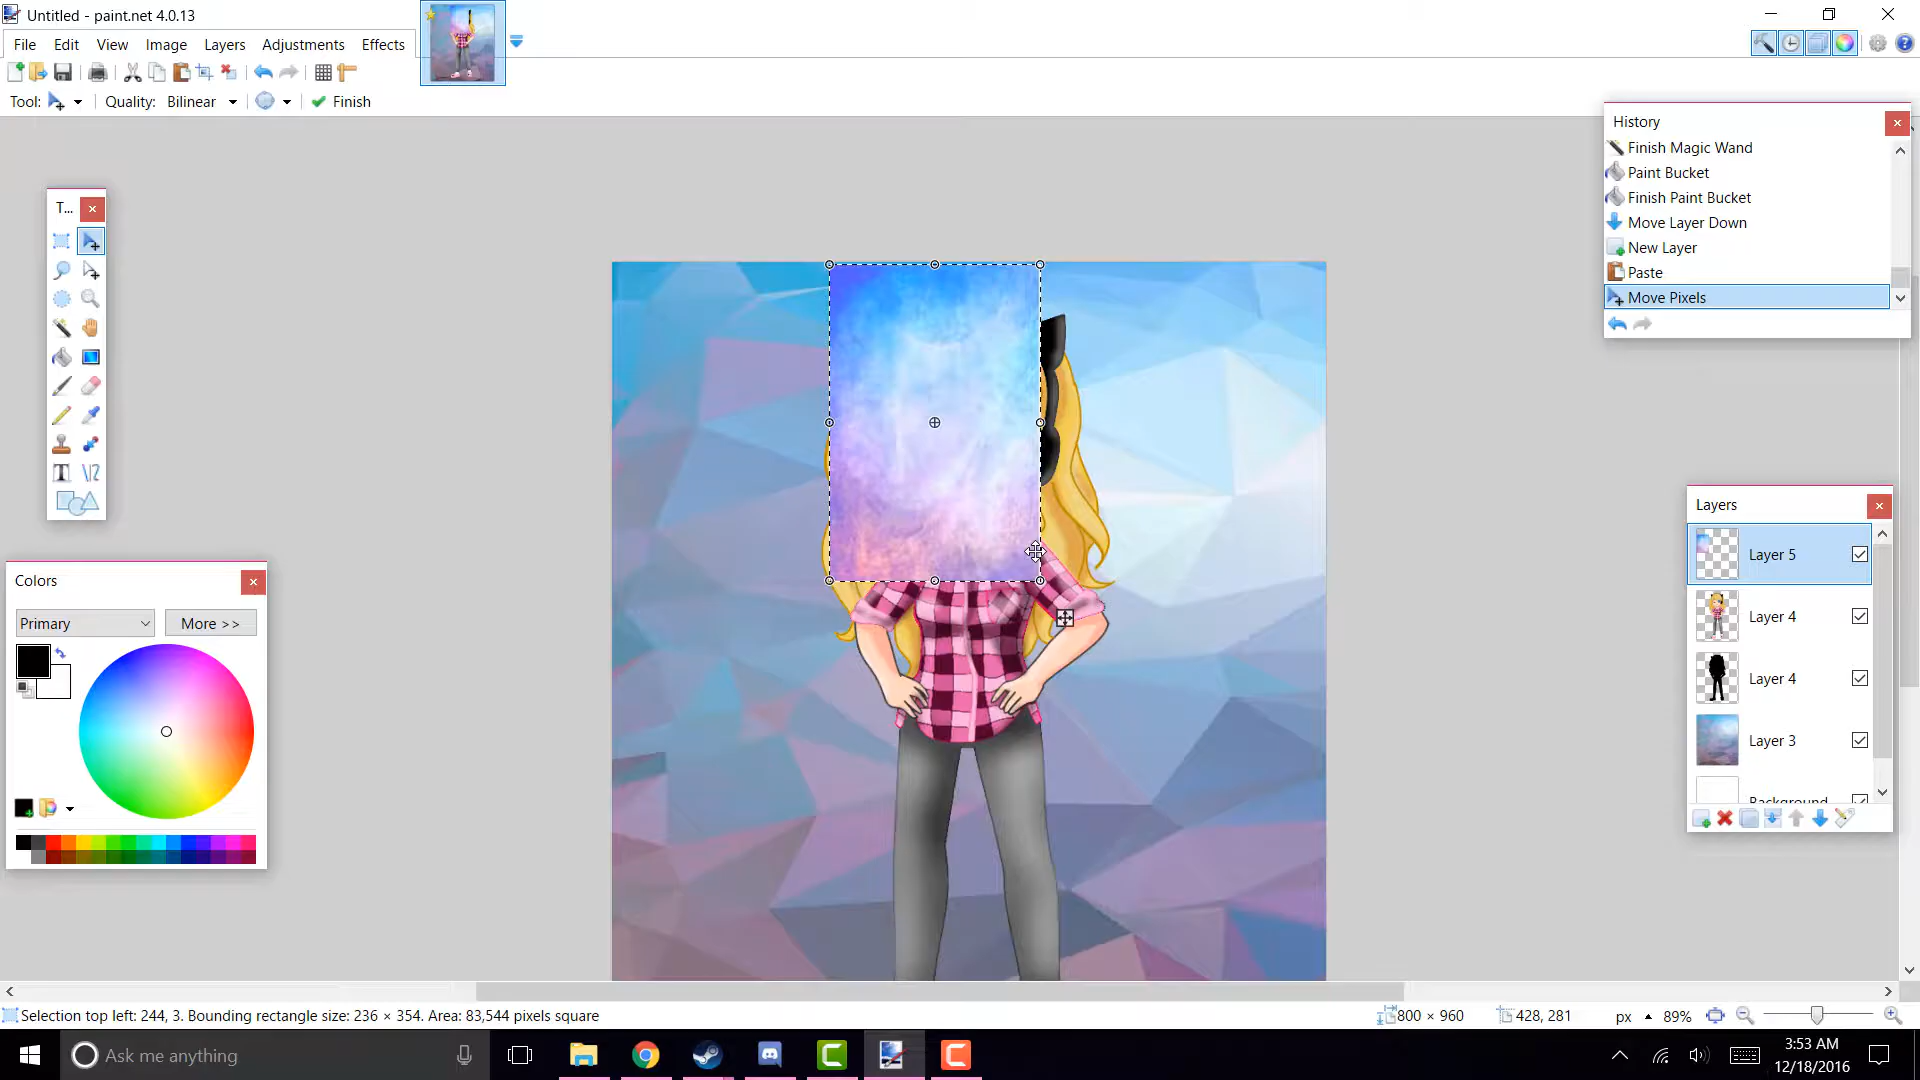 Untitled - paint.net 4.0.13
File Edit View Image Layers Adjustments Effects
Tool: Quality: Bilinear Finish
History
Finish Magic Wand
Paint Bucket
Finish Paint Bucket
Move Layer Down
New Layer
Paste
Move Pixels
T...
Colors
Primary More >>
Layers
Layer 5
Layer 4
Layer 4
Layer 3
Background
Selection top left: 244, 3. Bounding rectangle size: 236 × 354. Area: 83,544 pixels square
800 × 960 428, 281 px 89%
Ask me anything
3:53 AM
12/18/2016